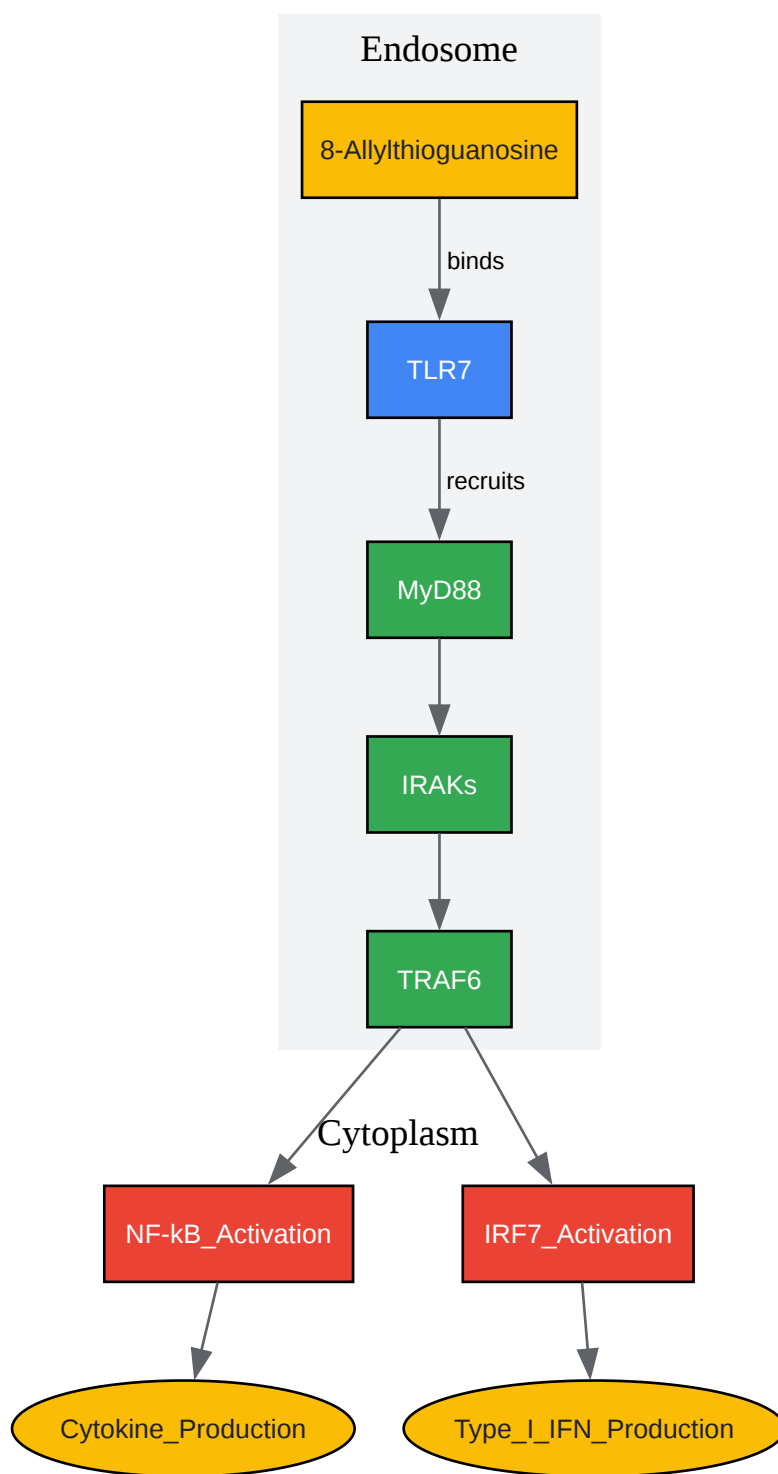 Endosome
8-Allylthioguanosine
binds
TLR7
recruits
MyD88
IRAKs
TRAF6
Cytoplasm
NF-kB_Activation
IRF7_Activation
Cytokine_Production
Type_I_IFN_Production